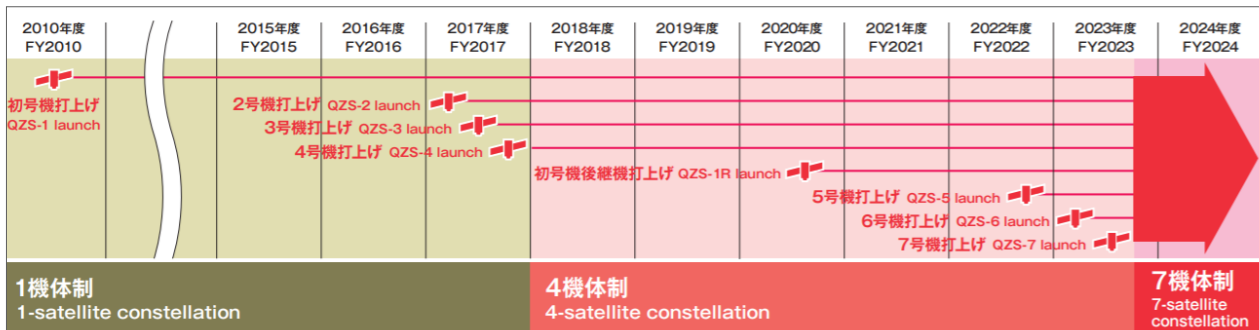 2010年度
FY2010
2015年度
FY2015
2016年度
FY2016
2017年度
FY2017
2018年度
FY2018
2019年度
FY2019
2020年度
FY2020
2021年度
FY2021
2022年度
FY2022
2023年度
FY2023
2024年度
FY2024
初号機打上げ
QZS-1 launch
2号機打上げ QZS-2 launch
3号機打上げ QZS-3 launch
4号機打上げ QZS-4 launch
初号機後継機打上げ QZS-1R launch
5号機打上げ QZS-5 launch
6号機打上げ QZS-6 launch
7号機打上げ QZS-7 launch
1機体制
1-satellite constellation
4機体制
4-satellite constellation
7機体制
7-satellite
constellation